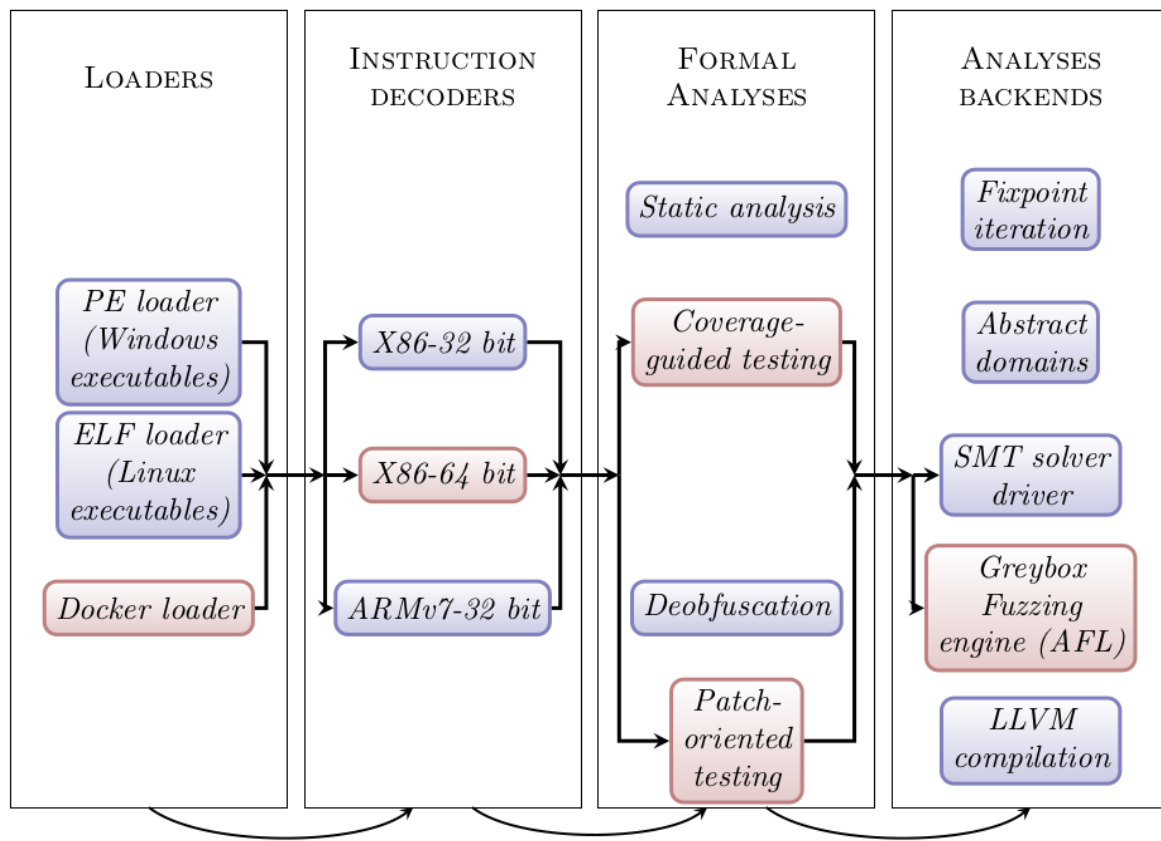 LOADERS
PE loader
(Windows
executables)
ELF loader
(Linux
executables)
Docker loader
INSTRUCTION
DECODERS
X86-32 bit
X86-64 bit
ARMv7-32 bit
FORMAL
ANALYSES
Static analysis
Coverage-
guided testing
Deobfuscation
Patch-
oriented
testing
ANALYSES
BACKENDS
Fixpoint
iteration
Abstract
domains
SMT solver
driver
Greybox
Fuzzing
engine (AFL)
LLVM
compilation